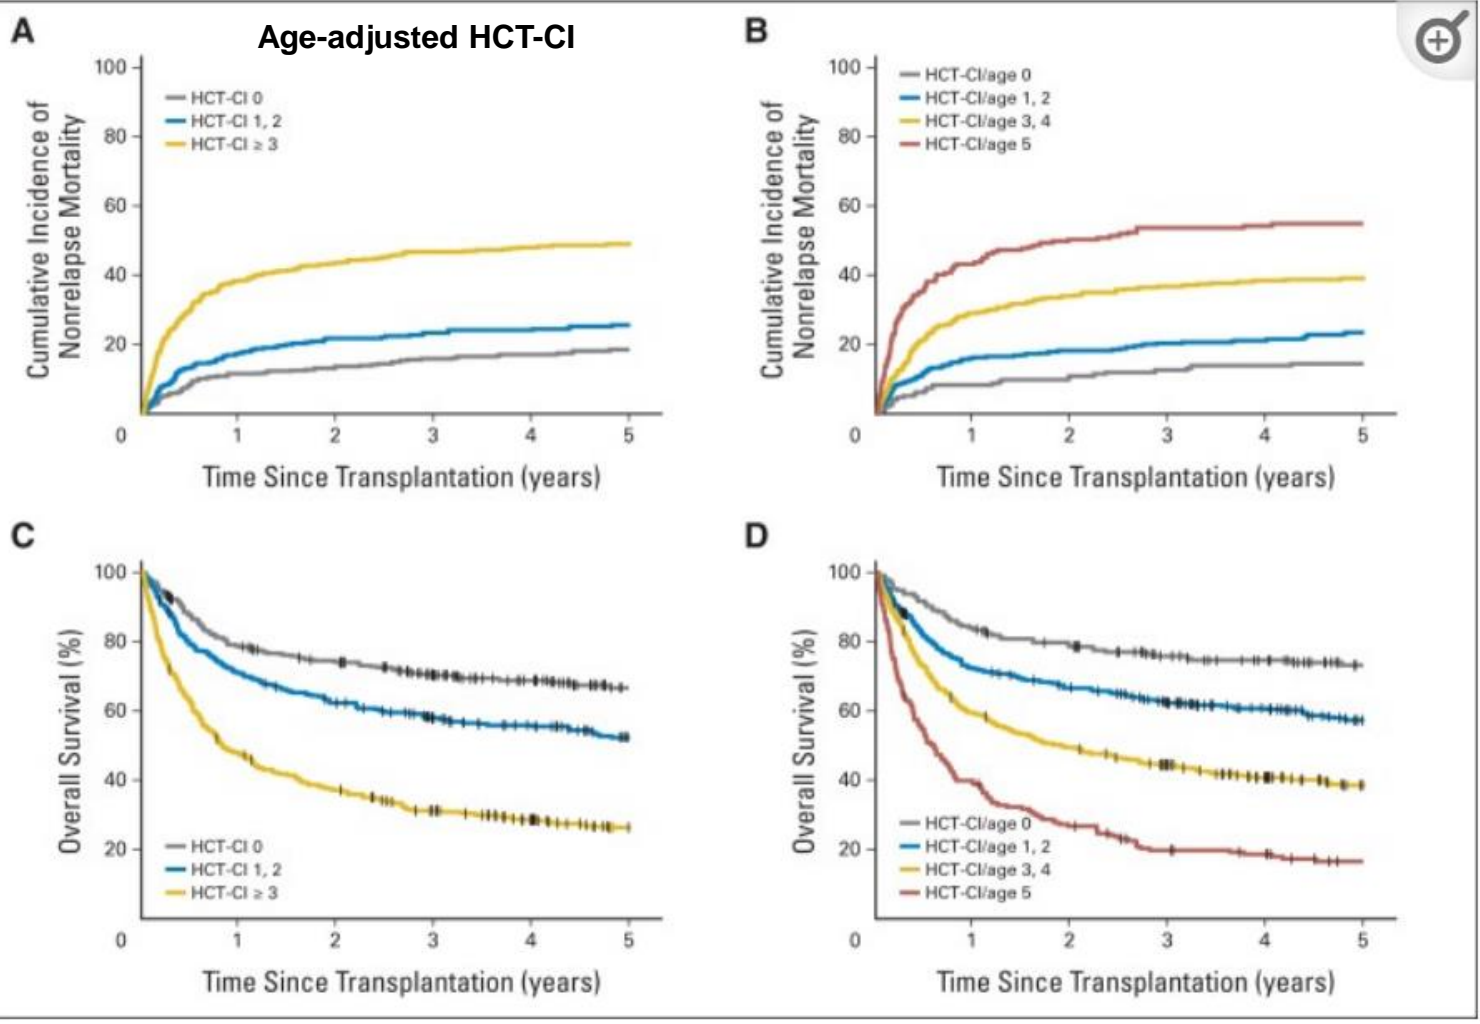 A
Age-adjusted HCT-CI
Cumulative Incidence of
Nonrelapse Mortality
100
80
60
40
20
0
HCT-CI 0
HCT-CI 1, 2
HCT-CI ≥ 3
1 2 3 4 5
Time Since Transplantation (years)
B
Cumulative Incidence of
Nonrelapse Mortality
100
80
60
40
20
0
HCT-CI/age 0
HCT-CI/age 1, 2
HCT-CI/age 3, 4
HCT-CI/age 5
1 2 3 4 5
Time Since Transplantation (years)
C
Overall Survival (%)
100
80
60
40
20
0
HCT-CI 0
HCT-CI 1, 2
HCT-CI ≥ 3
1 2 3 4 5
Time Since Transplantation (years)
D
Overall Survival (%)
100
80
60
40
20
0
HCT-CI/age 0
HCT-CI/age 1, 2
HCT-CI/age 3, 4
HCT-CI/age 5
1 2 3 4 5
Time Since Transplantation (years)